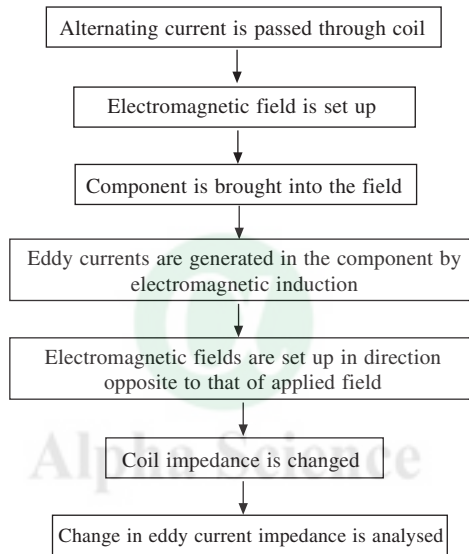 Alternating current is passed through coil
Electromagnetic field is set up
Component is brought into the field
Eddy currents are generated in the component by
electromagnetic induction
Electromagnetic fields are set up in direction
opposite to that of applied field
Coil impedance is changed
Alpha Science
Change in eddy current impedance is analysed